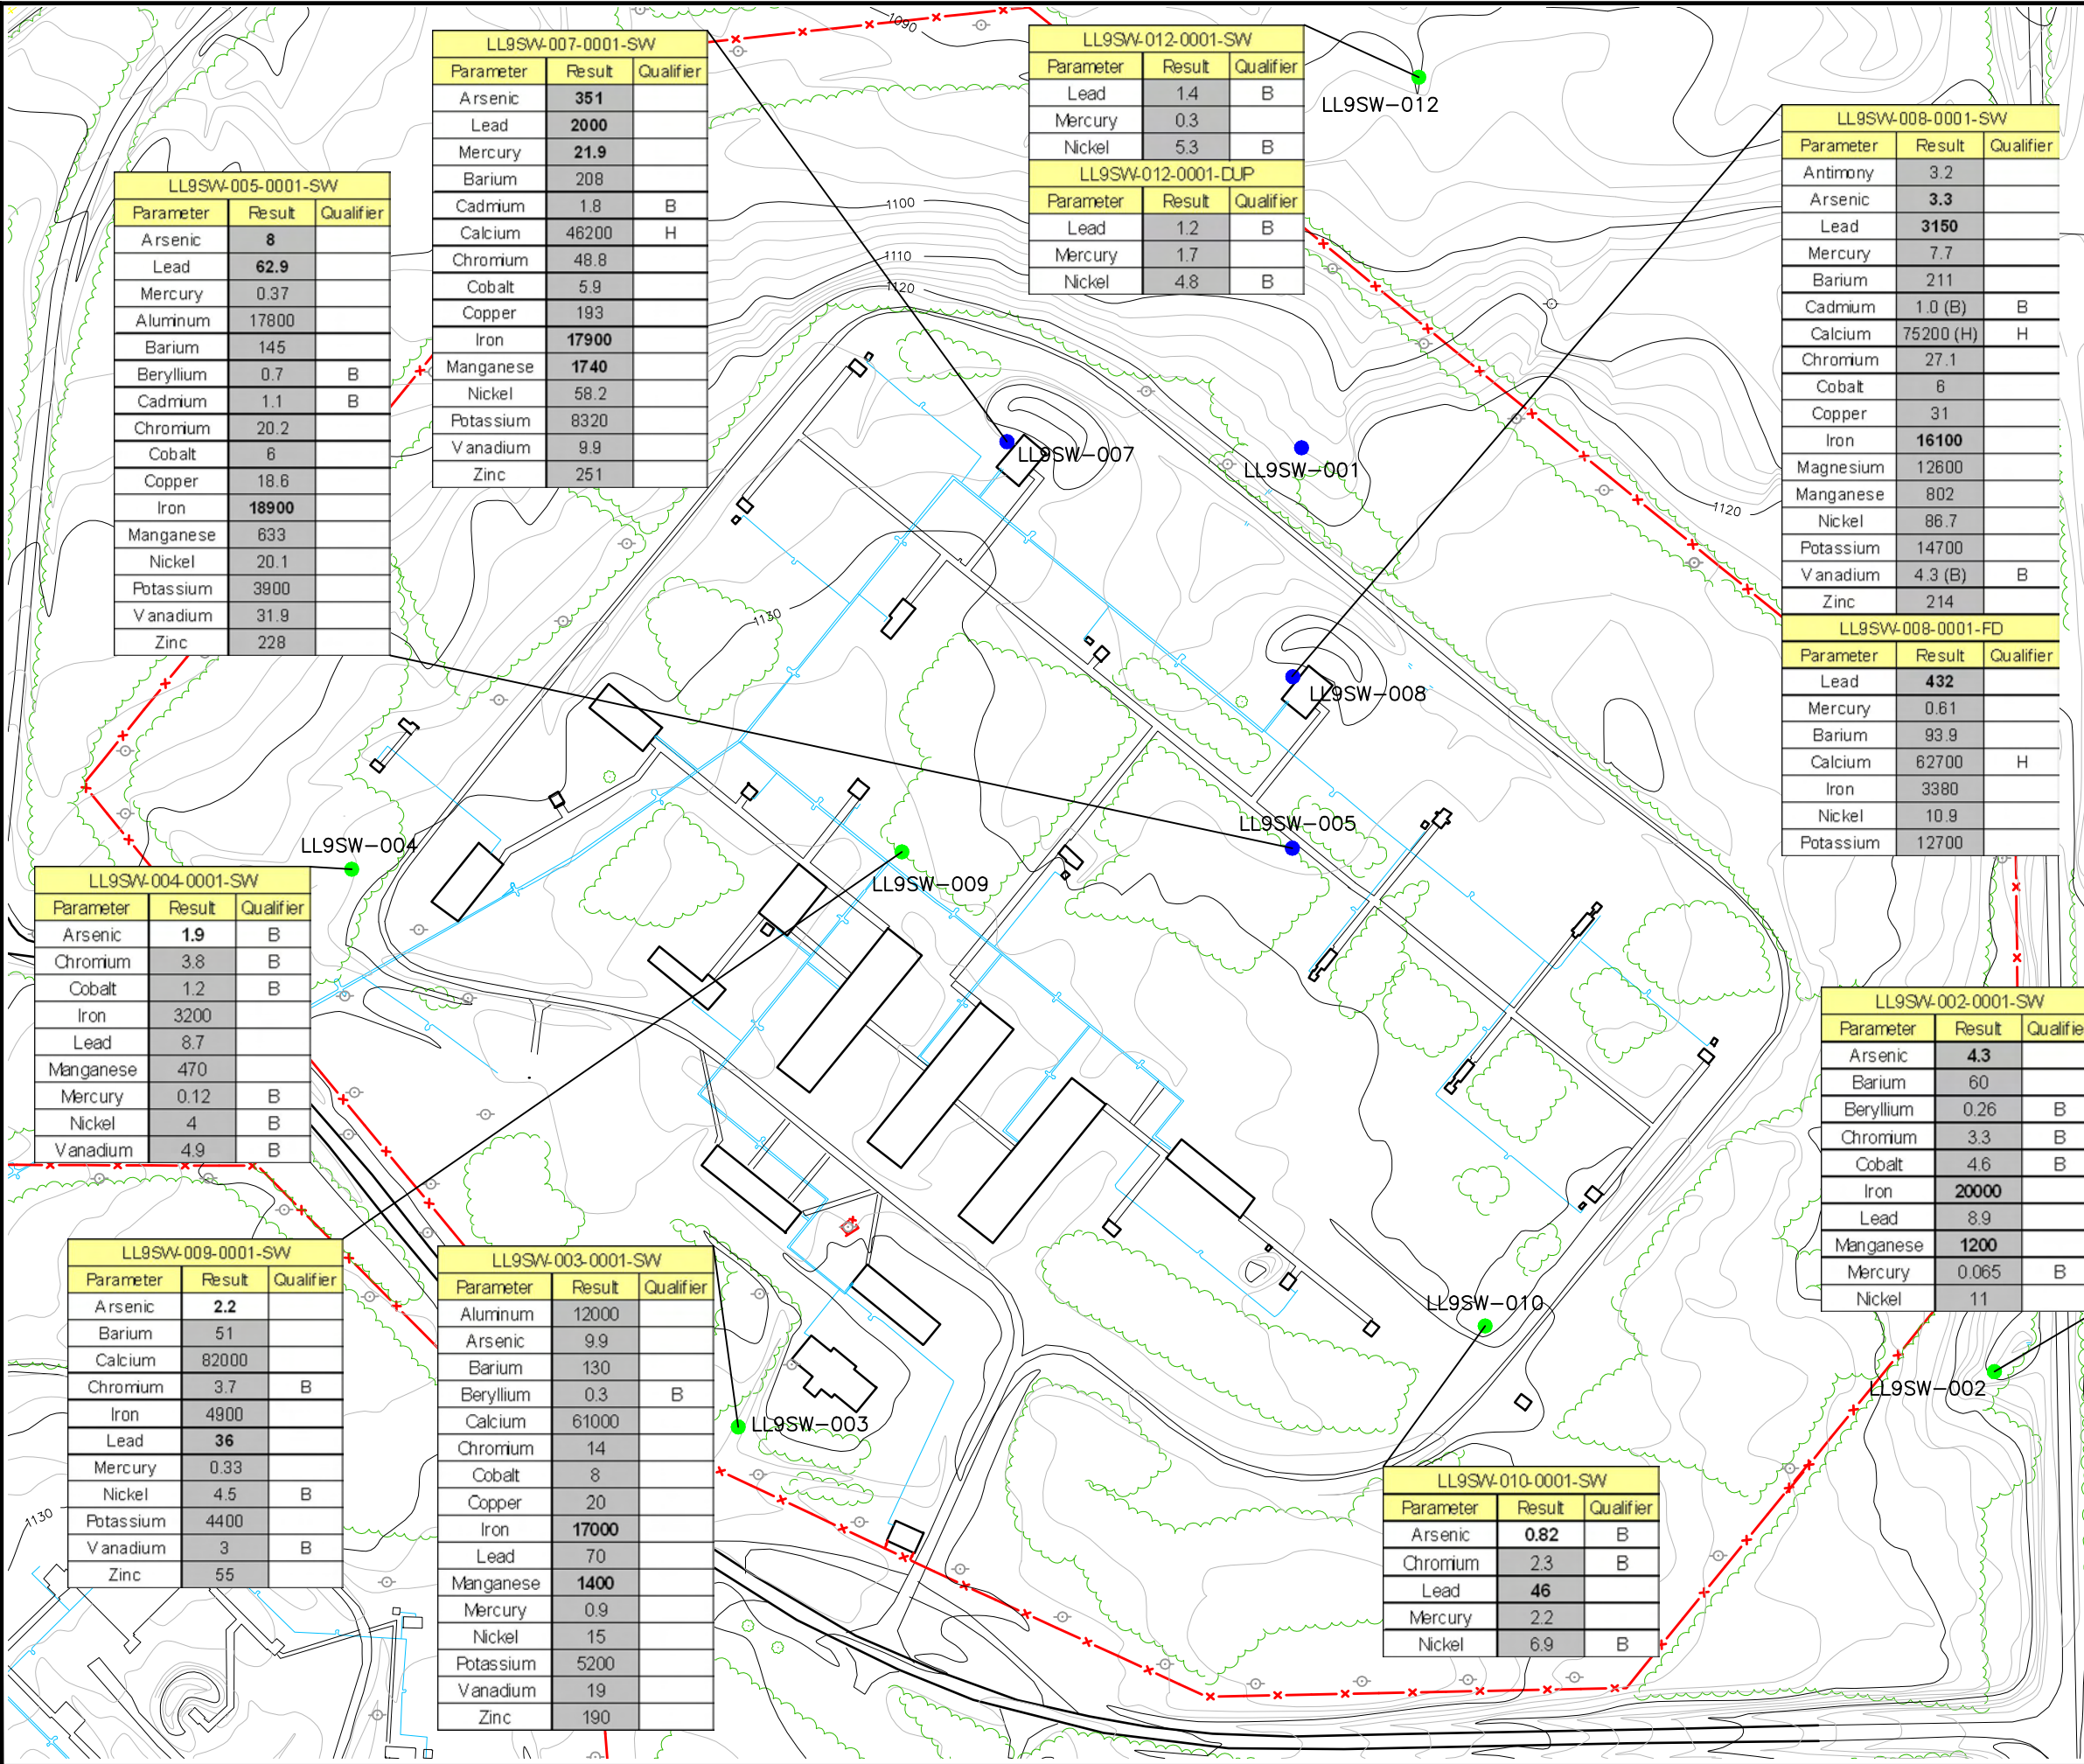 LL9SW-007-0001-SW
Parameter Result Qualifier
Arsenic 351
Lead 2000
Mercury 21.9
Barium 208
Cadmium 1.8 B
Calcium 46200 H
Chromium 48.8
Cobalt 5.9
Copper 193
Iron 17900
Manganese 1740
Nickel 58.2
Potassium 8320
Vanadium 9.9
Zinc 251
LL9SW-012-0001-SW
Parameter Result Qualifier
Lead 1.4 B
Mercury 0.3
Nickel 5.3 B
LL9SW-012-0001-DUP
Parameter Result Qualifier
Lead 1.2 B
Mercury 1.7
Nickel 4.8 B
LL9SW-008-0001-SW
Parameter Result Qualifier
Antimony 3.2
Arsenic 3.3
Lead 3150
Mercury 7.7
Barium 211
Cadmium 1.0 (B) B
Calcium 75200 (H) H
Chromium 27.1
Cobalt 6
Copper 31
Iron 16100
Magnesium 12600
Manganese 802
Nickel 86.7
Potassium 14700
Vanadium 4.3 (B) B
Zinc 214
LL9SW-008-0001-FD
Parameter Result Qualifier
Lead 432
Mercury 0.61
Barium 93.9
Calcium 62700 H
Iron 3380
Nickel 10.9
Potassium 12700
LL9SW-005-0001-SW
Parameter Result Qualifier
Arsenic 8
Lead 62.9
Mercury 0.37
Aluminum 17800
Barium 145
Beryllium 0.7 B
Cadmium 1.1 B
Chromium 20.2
Cobalt 6
Copper 18.6
Iron 18900
Manganese 633
Nickel 20.1
Potassium 3900
Vanadium 31.9
Zinc 228
1090
1100
1110
1120
1120
1130
1130
LL9SW-012
LL9SW-007
LL9SW-001
LL9SW-008
LL9SW-005
LL9SW-004
LL9SW-009
LL9SW-010
LL9SW-002
LL9SW-003
LL9SW-004-0001-SW
Parameter Result Qualifier
Arsenic 1.9 B
Chromium 3.8 B
Cobalt 1.2 B
Iron 3200
Lead 8.7
Manganese 470
Mercury 0.12 B
Nickel 4 B
Vanadium 4.9 B
LL9SW-002-0001-SW
Parameter Result Qualifie
Arsenic 4.3
Barium 60
Beryllium 0.26 B
Chromium 3.3 B
Cobalt 4.6 B
Iron 20000
Lead 8.9
Manganese 1200
Mercury 0.065 B
Nickel 11
LL9SW-009-0001-SW
Parameter Result Qualifier
Arsenic 2.2
Barium 51
Calcium 82000
Chromium 3.7 B
Iron 4900
Lead 36
Mercury 0.33
Nickel 4.5 B
Potassium 4400
Vanadium 3 B
Zinc 55
LL9SW-003-0001-SW
Parameter Result Qualifier
Aluminum 12000
Arsenic 9.9
Barium 130
Beryllium 0.3 B
Calcium 61000
Chromium 14
Cobalt 8
Copper 20
Iron 17000
Lead 70
Manganese 1400
Mercury 0.9
Nickel 15
Potassium 5200
Vanadium 19
Zinc 190
LL9SW-010-0001-SW
Parameter Result Qualifier
Arsenic 0.82 B
Chromium 2.3 B
Lead 46
Mercury 2.2
Nickel 6.9 B